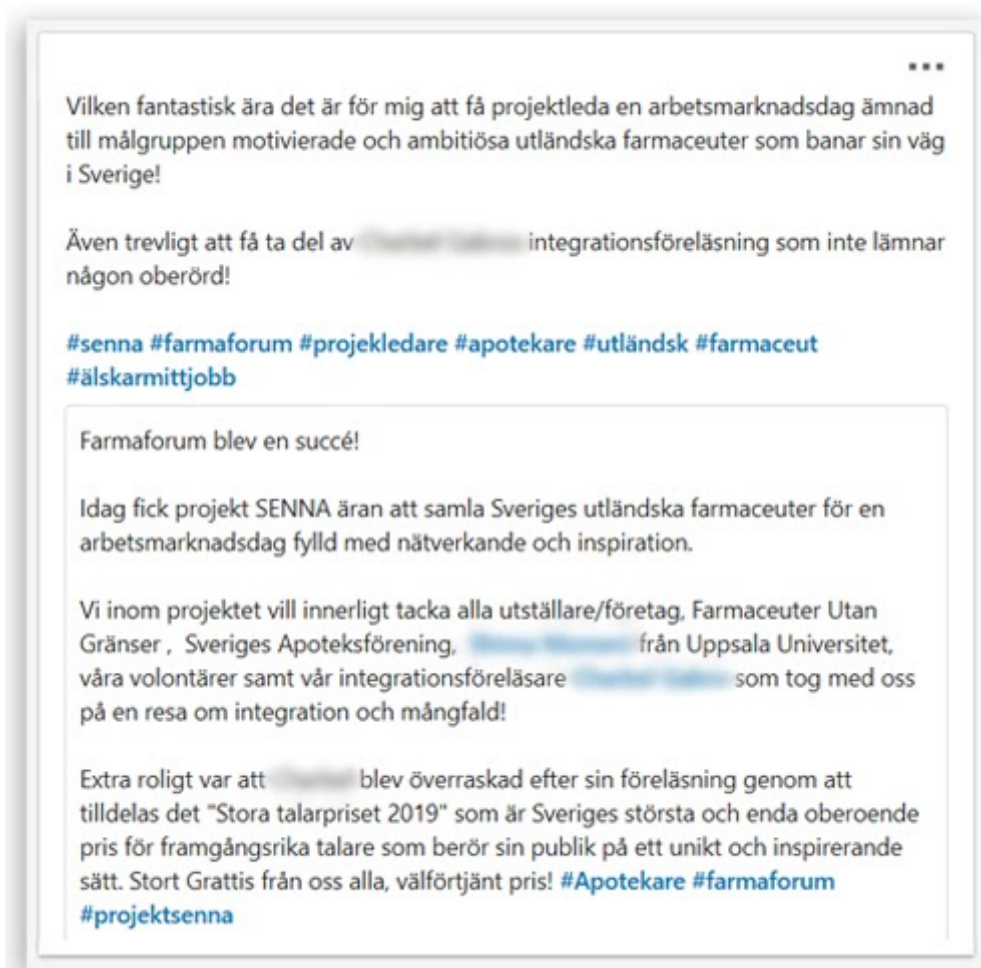 Vilken fantastisk ära det är för mig att få projektleda en arbetsmarknadsdag ämnad
till målgruppen motivierade och ambitiösa utländska farmaceuter som banar sin väg
i Sverige!
Även trevligt att få ta del av integrationsföreläsning som inte lämnar
någon oberörd!
#senna #farmaforum #projekledare #apotekare #utländsk #farmaceut
#älskarmittjobb
Farmaforum blev en succé!
Idag fick projekt SENNA äran att samla Sveriges utländska farmaceuter för en
arbetsmarknadsdag fylld med nätverkande och inspiration.
Vi inom projektet vill innerligt tacka alla utställare/företag, Farmaceuter Utan
Gränser , Sveriges Apoteksförening, från Uppsala Universitet,
våra volontärer samt vår integrationsföreläsare som tog med oss
på en resa om integration och mångfald!
Extra roligt var att blev överraskad efter sin föreläsning genom att
tilldelas det "Stora talarpriset 2019" som är Sveriges största och enda oberoende
pris för framgångsrika talare som berör sin publik på ett unikt och inspirerande
sätt. Stort Grattis från oss alla, välförtjänt pris! #Apotekare #farmaforum
#projektsenna